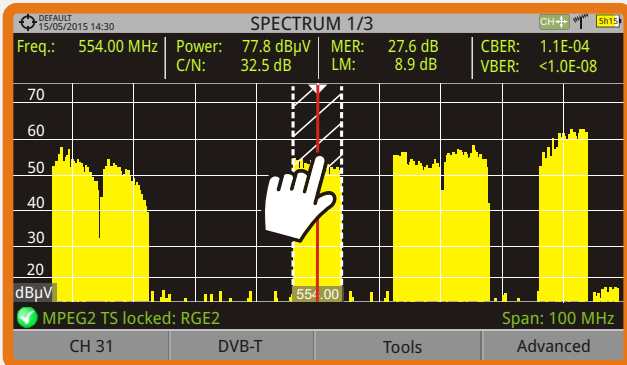 DEFAULT
15/05/2015 14:30
SPECTRUM 1/3
CH
5h15
Freq.: 554.00 MHz
Power: 77.8 dBµV
MER: 27.6 dB
CBER: 1.1E-04
C/N: 32.5 dB
LM: 8.9 dB
VBER: <1.0E-08
70
60
50
40
30
20
dBµV
554.00
MPEG2 TS locked: RGE2
Span: 100 MHz
CH 31
DVB-T
Tools
Advanced